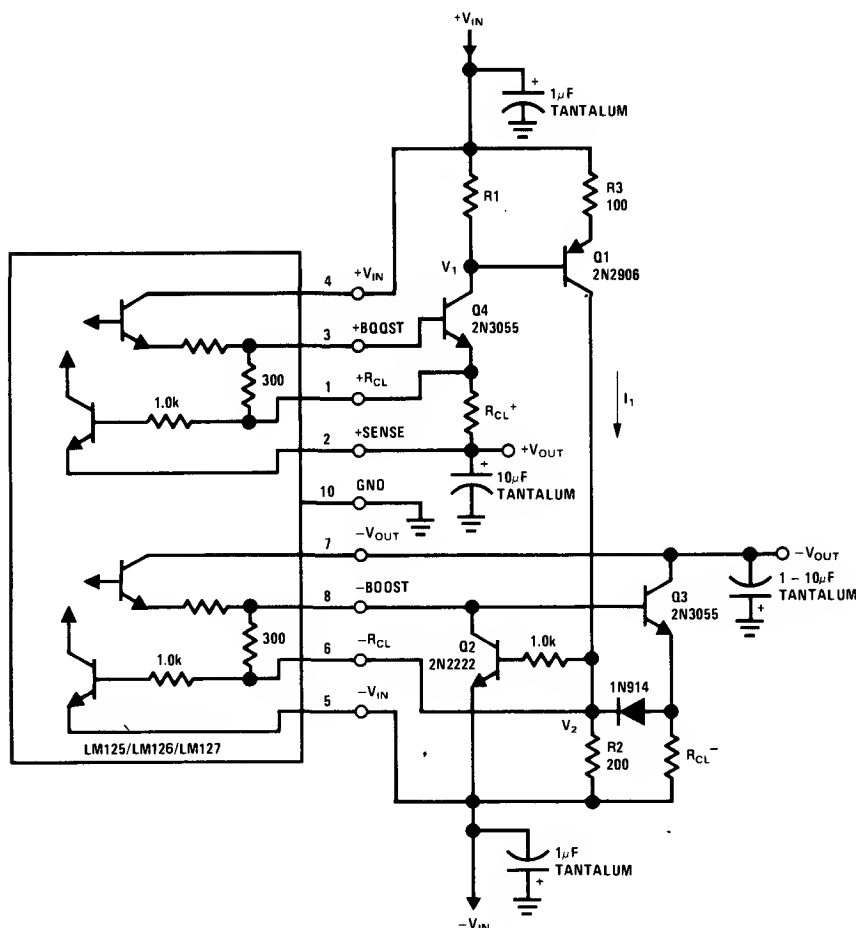 +VIN
+
1μF
TANTALUM
R1
R3
100
V1
Q1
2N2906
+VIN
4
Q4
2N3055
+BOOST
3
300
+RCL
1
1.0k
I1
RCL+
+SENSE
2
+VOUT
+
10μF
TANTALUM
GND
10
-VOUT
7
-VOUT
1 – 10μF
TANTALUM
+
-BOOST
8
Q3
2N3055
300
Q2
2N2222
1.0k
-RCL
6
1.0k
1N914
-VIN
5
V2
R2
200
RCL-
LM125/LM126/LM127
1μF
TANTALUM
+
-VIN